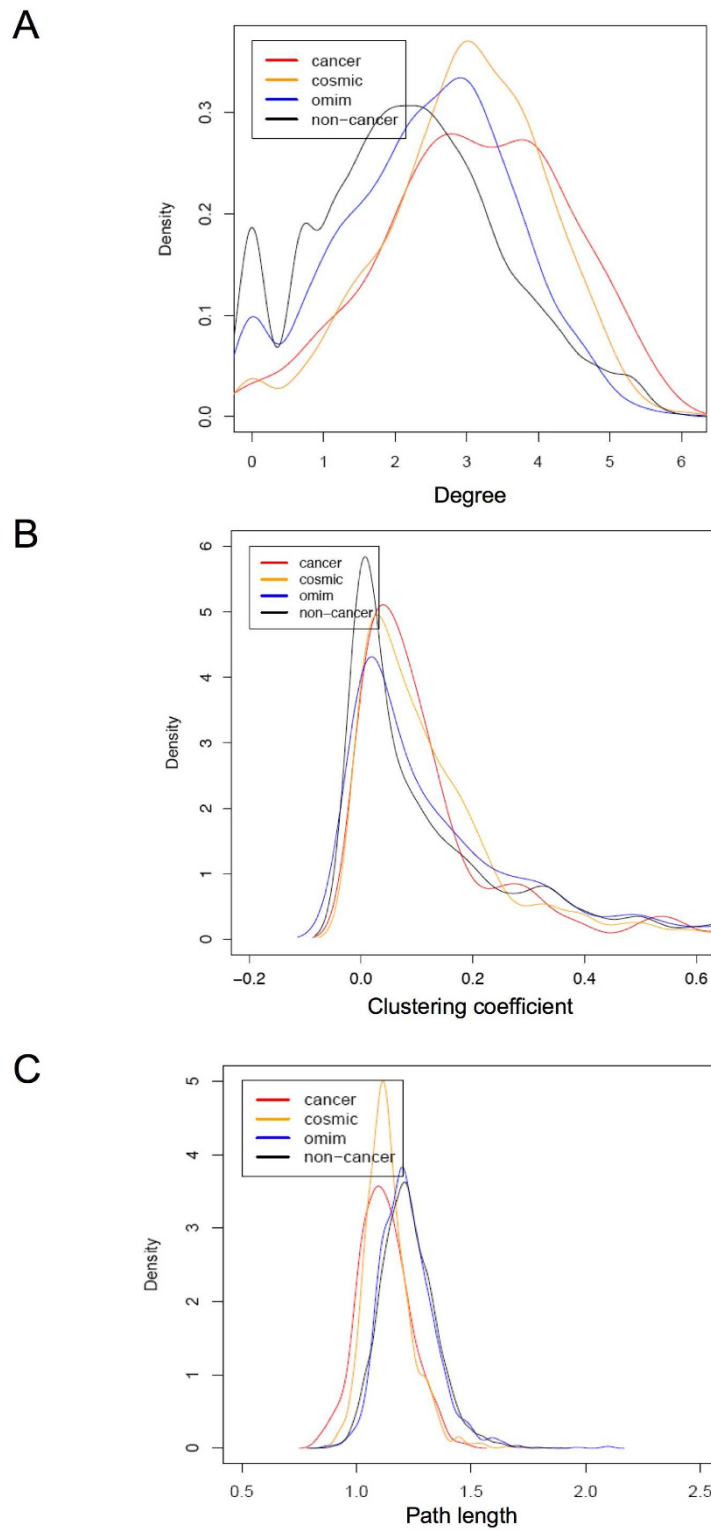 A
cancer
cosmic
omim
non-cancer
Density
0.0
0.1
0.2
0.3
0 1 2 3 4 5 6
Degree
B
cancer
cosmic
omim
non-cancer
Density
0
1
2
3
4
5
6
-0.2 0.0 0.2 0.4 0.6
Clustering coefficient
C
cancer
cosmic
omim
non-cancer
Density
0
1
2
3
4
5
0.5 1.0 1.5 2.0 2.5
Path length